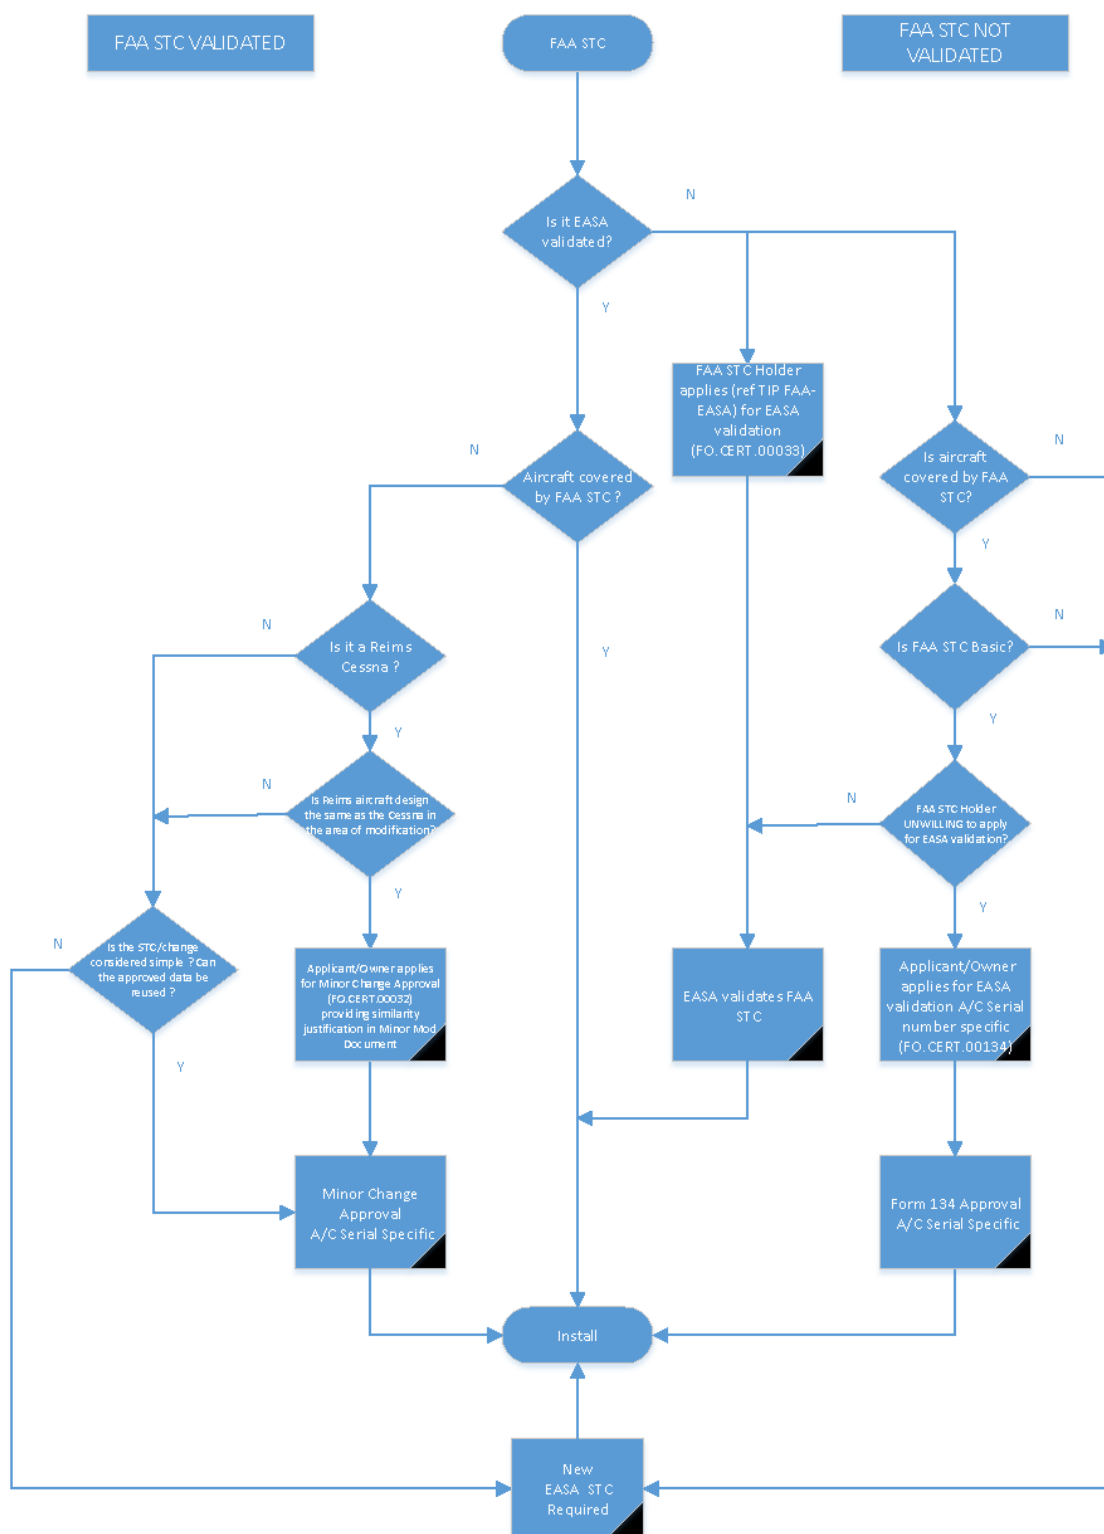 FAA STC VALIDATED
FAA STC
FAA STC NOT
VALIDATED
N
Is it EASA
validated?
Y
FAA STC Holder
applies (ref TIP FAA-
EASA) for EASA
validation
(FO.CERT.00033)
N
Aircraft covered
by FAA STC ?
N
Is aircraft
covered by FAA
STC?
Y
N
Is it a Reims
Cessna ?
Y
N
Is FAA STC Basic?
Y
Y
N
Is Reims aircraft design
the same as the Cessna in
the area of modification?
Y
N
FAA STC Holder
UNWILLING to apply
for EASA validation?
Y
N
Is the STC/change
considered simple ? Can
the approved data be
reused ?
Y
Applicant/Owner applies
for Minor Change Approval
(FO.CERT.00032)
providing similarity
justification in Minor Mod
Document
EASA validates FAA
STC
Applicant/Owner
applies for EASA
validation A/C Serial
number specific
(FO.CERT.00134)
Minor Change
Approval
A/C Serial Specific
Form 134 Approval
A/C Serial Specific
Install
New
EASA STC
Required